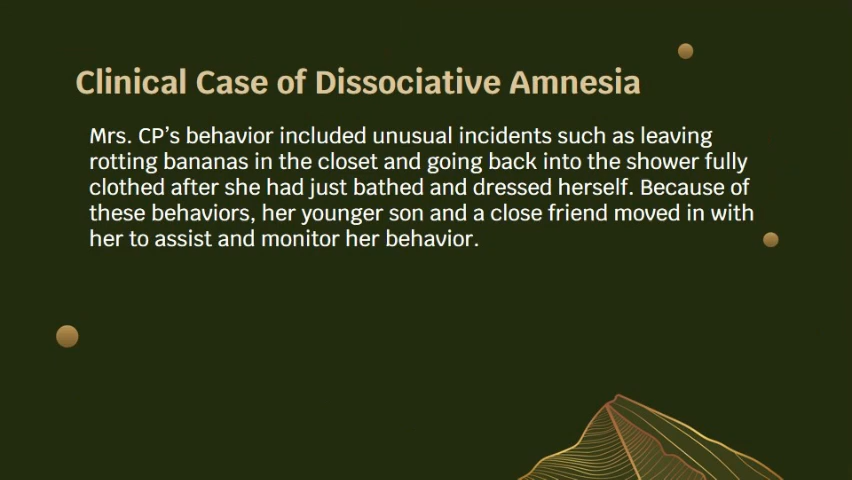 Clinical Case of Dissociative Amnesia
Mrs. CP’s behavior included unusual incidents such as leaving
rotting bananas in the closet and going back into the shower fully
clothed after she had just bathed and dressed herself. Because of
these behaviors, her younger son and a close friend moved in with
her to assist and monitor her behavior.